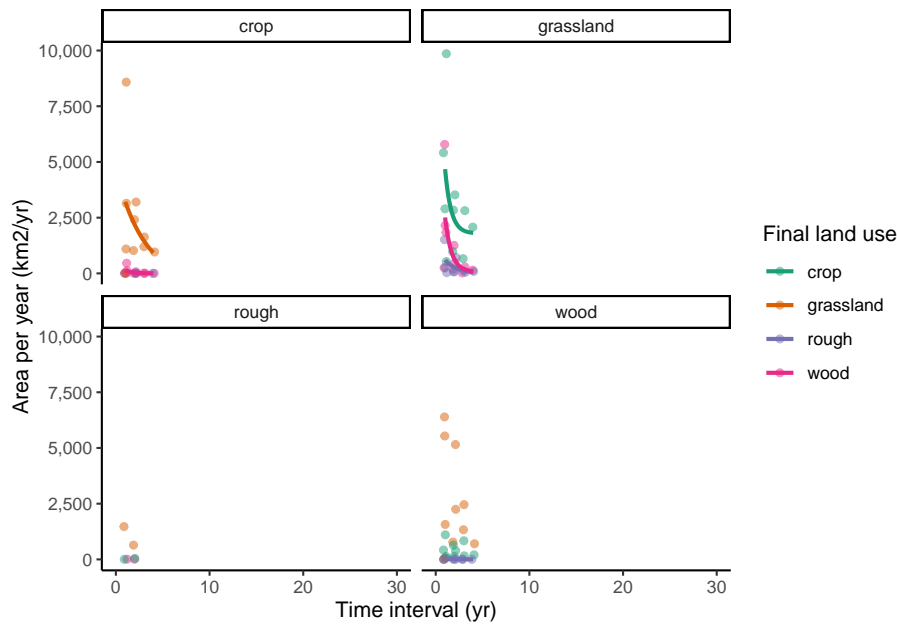 crop
grassland
10,000
7,500
5,000
2,500
0
rough
wood
10,000
7,500
5,000
2,500
0
0
10
20
30
0
10
20
30
Time interval (yr)
Area per year (km2/yr)
Final land use
crop
grassland
rough
wood